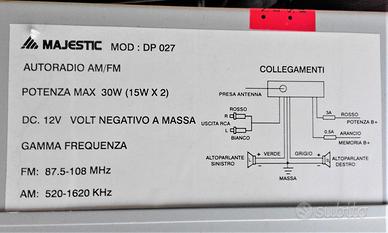 MAJESTIC MOD: DP 027
AUTORADIO AM/FM
POTENZA MAX 30W (15W X 2)
DC. 12V VOLT NEGATIVO A MASSA
GAMMA FREQUENZA
FM: 87.5-108 MHz
AM: 520-1620 KHz
COLLEGAMENTI
PRESA ANTENNA
ROSSO
R
USCITA RCA
L
BIANCO
3A
ROSSO
POTENZA B+
0.5A
ARANCIO
MEMORIA B+
VERDE
GRIGIO
ALTOPARLANTE
SINISTRO
ALTOPARLANTE
DESTRO
MASSA
Subito